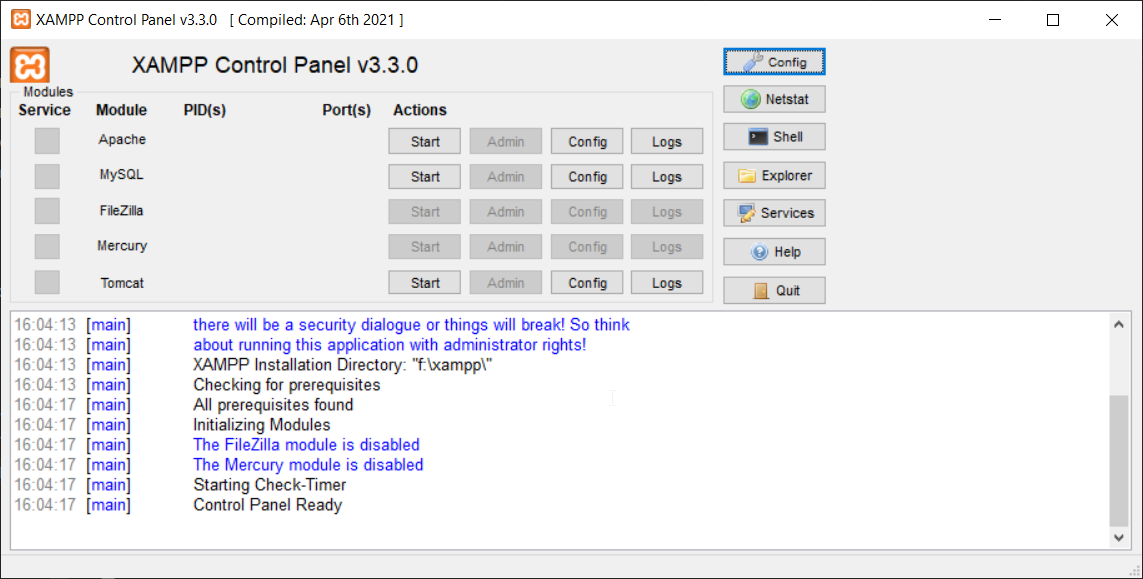 XAMPP Control Panel v3.3.0 [ Compiled: Apr 6th 2021 ]
XAMPP Control Panel v3.3.0
Modules
Service Module PID(s) Port(s) Actions
Apache Start Admin Config Logs
MySQL Start Admin Config Logs
FileZilla Start Admin Config Logs
Mercury Start Admin Config Logs
Tomcat Start Admin Config Logs
Config
Netstat
Shell
Explorer
Services
Help
Quit
16:04:13 [main] there will be a security dialogue or things will break! So think
16:04:13 [main] about running this application with administrator rights!
16:04:13 [main] XAMPP Installation Directory: "f:\xampp\"
16:04:13 [main] Checking for prerequisites
16:04:17 [main] All prerequisites found
16:04:17 [main] Initializing Modules
16:04:17 [main] The FileZilla module is disabled
16:04:17 [main] The Mercury module is disabled
16:04:17 [main] Starting Check-Timer
16:04:17 [main] Control Panel Ready